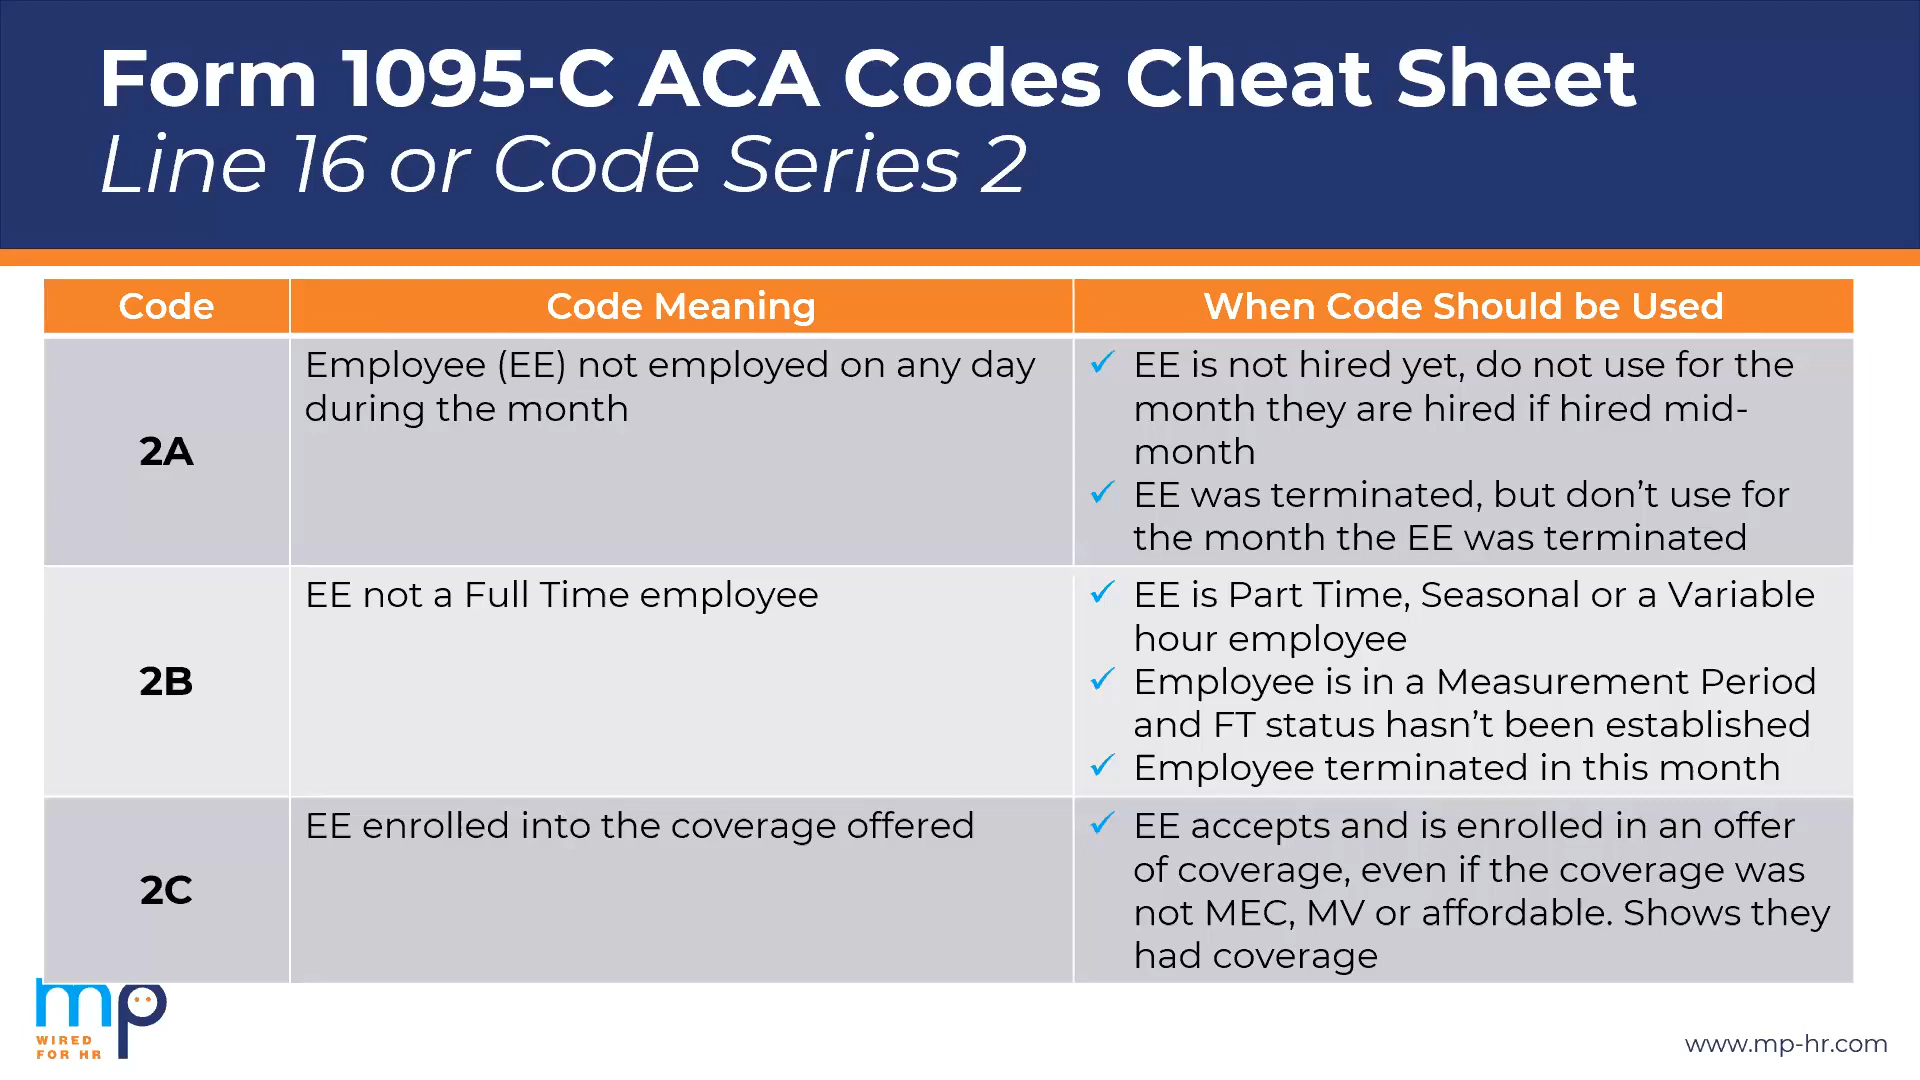 Form 1095-C ACA Codes Cheat Sheet
Line 16 or Code Series 2
Code
Code Meaning
When Code Should be Used
2A
Employee (EE) not employed on any day
during the month
✓ EE is not hired yet, do not use for the
month they are hired if hired mid-
month
✓ EE was terminated, but don’t use for
the month the EE was terminated
2B
EE not a Full Time employee
✓ EE is Part Time, Seasonal or a Variable
hour employee
✓ Employee is in a Measurement Period
and FT status hasn’t been established
✓ Employee terminated in this month
2C
EE enrolled into the coverage offered
✓ EE accepts and is enrolled in an offer
of coverage, even if the coverage was
not MEC, MV or affordable. Shows they
had coverage
mp
WIRED
FOR HR
www.mp-hr.com